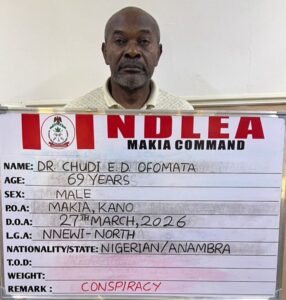 NDLEA
MAKIA COMMAND
NAME: DR. CHUDI E.D. OFOMATA
AGE: 69 YEARS
SEX: MALE
P.O.A: MAKIA, KANO
D.O.A: 27TH MARCH, 2026
L.G.A: NNEWI-NORTH
NATIONALITY/STATE: NIGERIAN/ANAMBRA
T.O.D:
WEIGHT:
REMARK : CONSPIRACY